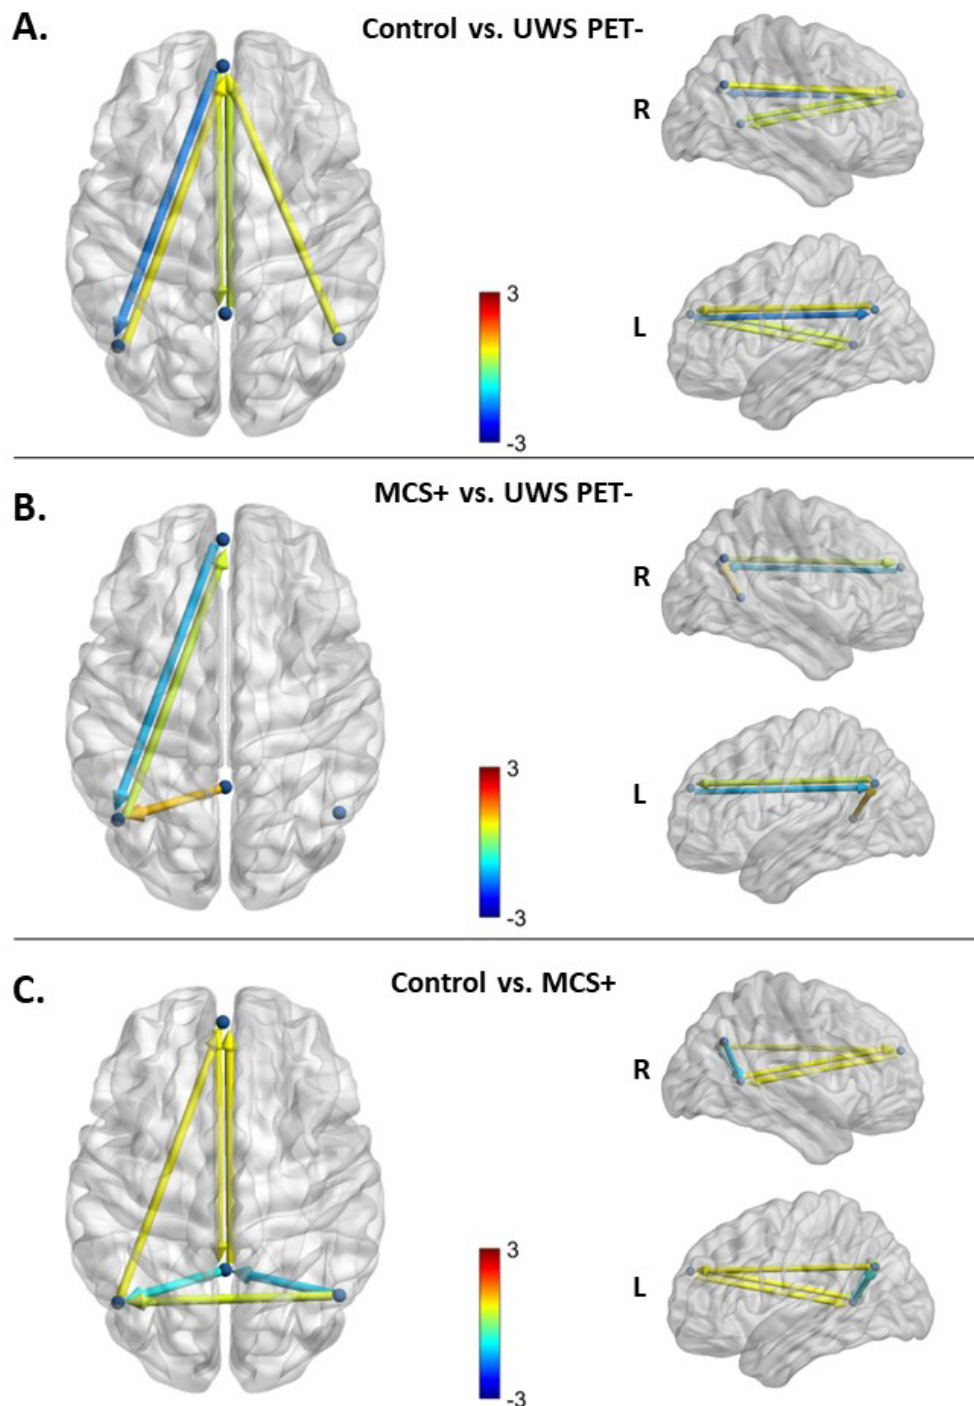 A.
Control vs. UWS PET-
R
L
3
-3
B.
MCS+ vs. UWS PET-
R
L
3
-3
C.
Control vs. MCS+
R
L
3
-3